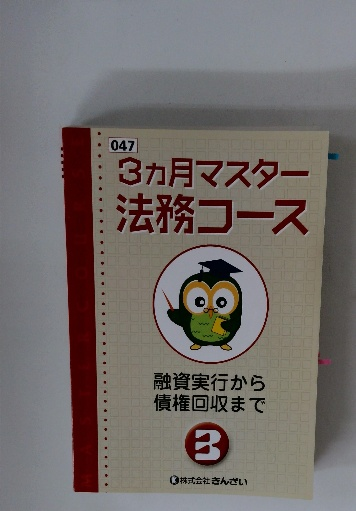 047
3ヵ月マスター
法務コース
融資実行から
債権回収まで
3
株式会社きんざい